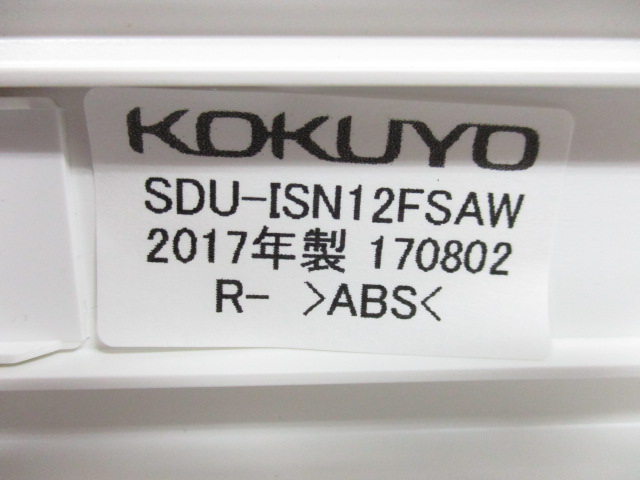 KOKUYO
SDU-ISN12FSAW
2017年製 170802
R- >ABS<